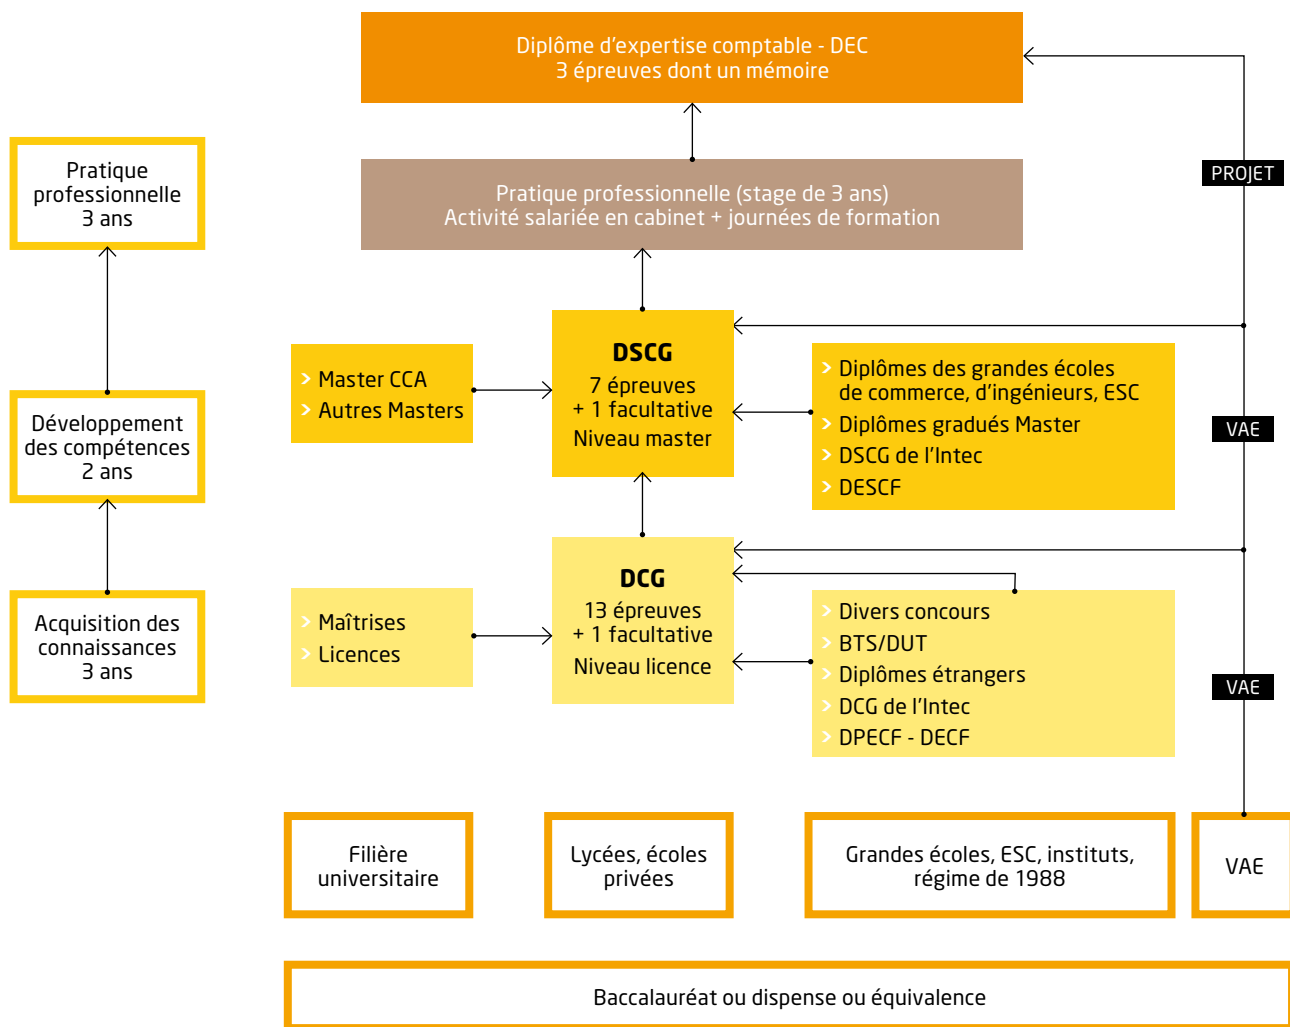 Diplôme d'expertise comptable - DEC
3 épreuves dont un mémoire
Pratique
professionnelle
3 ans
PROJET
Pratique professionnelle (stage de 3 ans)
Activité salariée en cabinet + journées de formation
DSCG
7 épreuves
+ 1 facultative
Niveau master
> Master CCA
> Autres Masters
> Diplômes des grandes écoles
de commerce, d'ingénieurs, ESC
> Diplômes gradués Master
> DSCG de l'Intec
> DESCF
VAE
Développement
des compétences
2 ans
DCG
13 épreuves
+ 1 facultative
Niveau licence
Acquisition des
connaissances
3 ans
> Maîtrises
> Licences
> Divers concours
> BTS/DUT
> Diplômes étrangers
> DCG de l'Intec
> DPECF - DECF
VAE
Filière
universitaire
Lycées, écoles
privées
Grandes écoles, ESC, instituts,
régime de 1988
VAE
Baccalauréat ou dispense ou équivalence